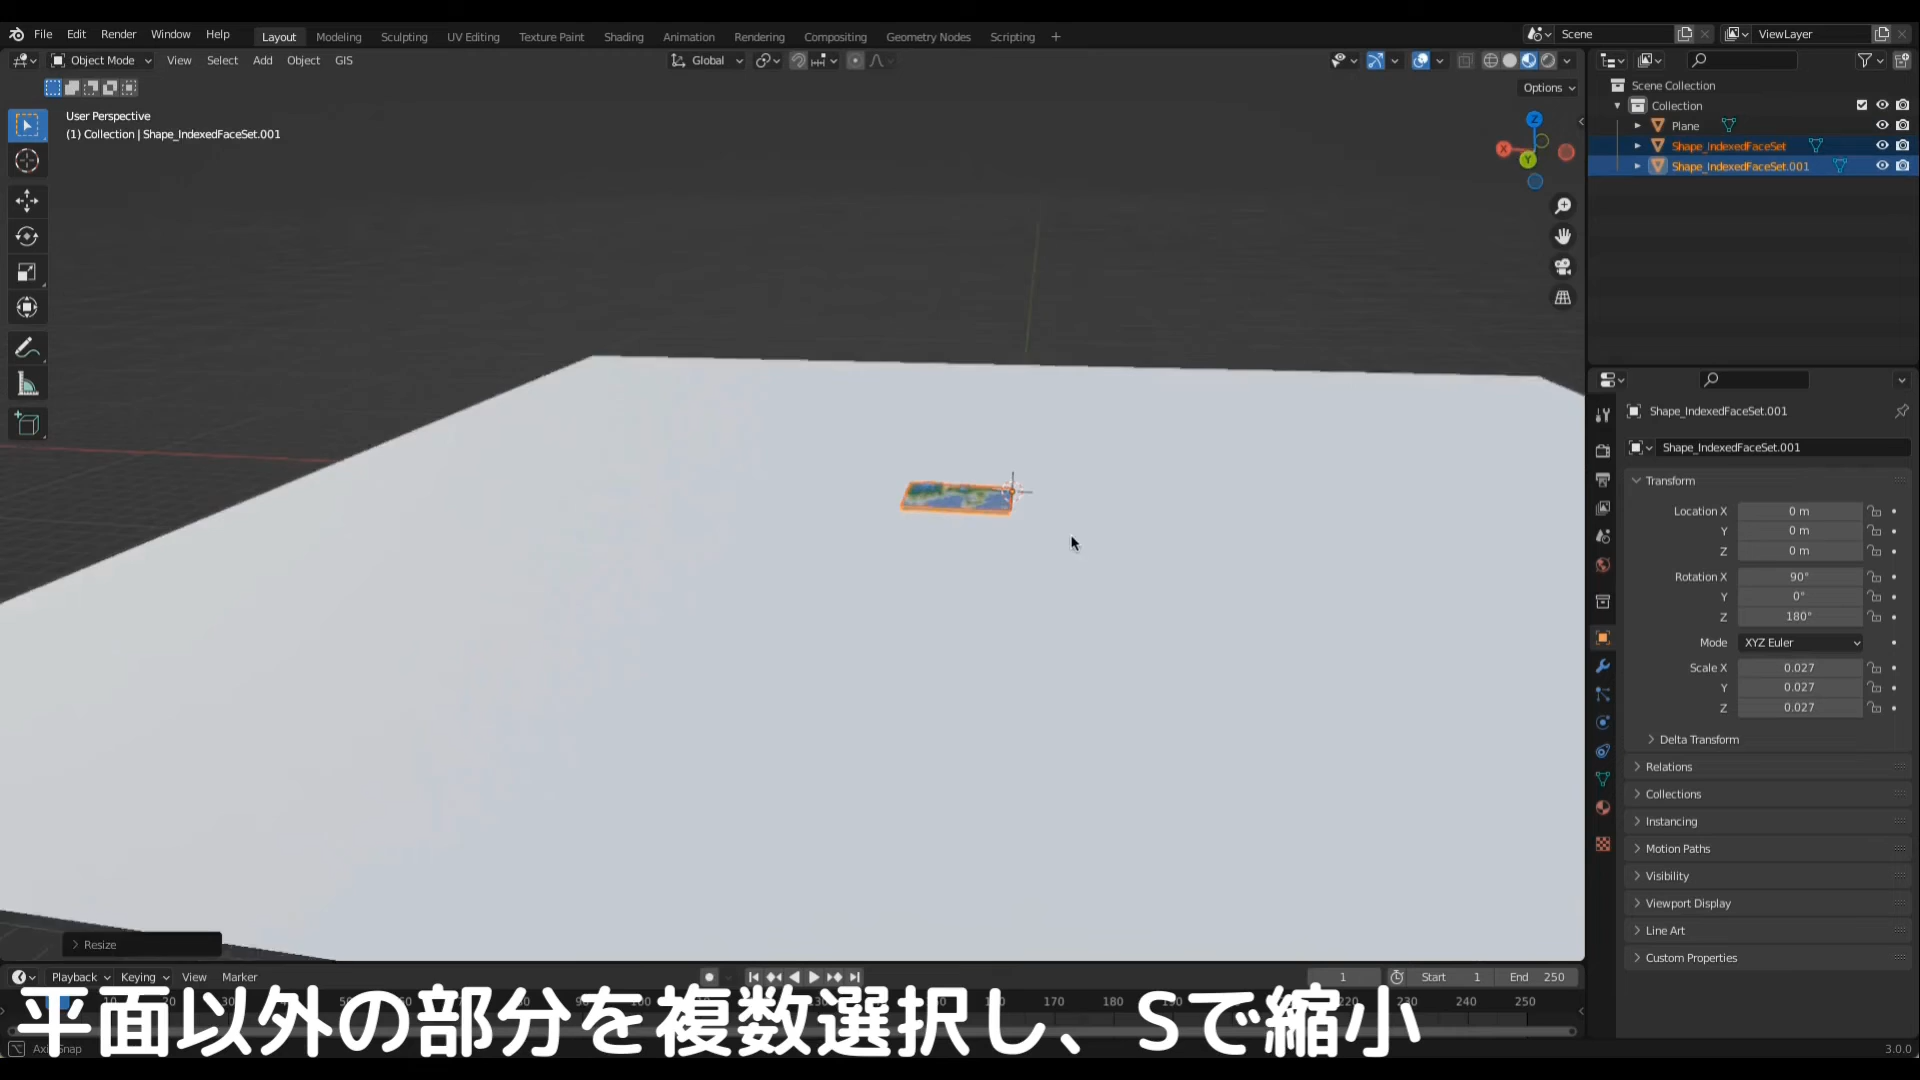 File Edit Render Window Help Layout Modeling Sculpting UV Editing Texture Paint Shading Animation Rendering Compositing Geometry Nodes Scripting + Scene ViewLayer
Object Mode View Select Add Object GIS Global
Options
User Perspective
(1) Collection | Shape_IndexedFaceSet.001
Z
X
Y
Scene Collection
Collection
Plane
Shape_IndexedFaceSet
Shape_IndexedFaceSet.001
Shape_IndexedFaceSet.001
Shape_IndexedFaceSet.001
Transform
Location X 0 m
Y 0 m
Z 0 m
Rotation X 90°
Y 0°
Z 180°
Mode XYZ Euler
Scale X 0.027
Y 0.027
Z 0.027
Delta Transform
Relations
Collections
Instancing
Motion Paths
Visibility
Viewport Display
Line Art
Custom Properties
Resize
Playback Keying View Marker 1 Start 1 End 250
170 180 230 240 250
平面以外の部分を複数選択し、Sで縮小
3.0.0